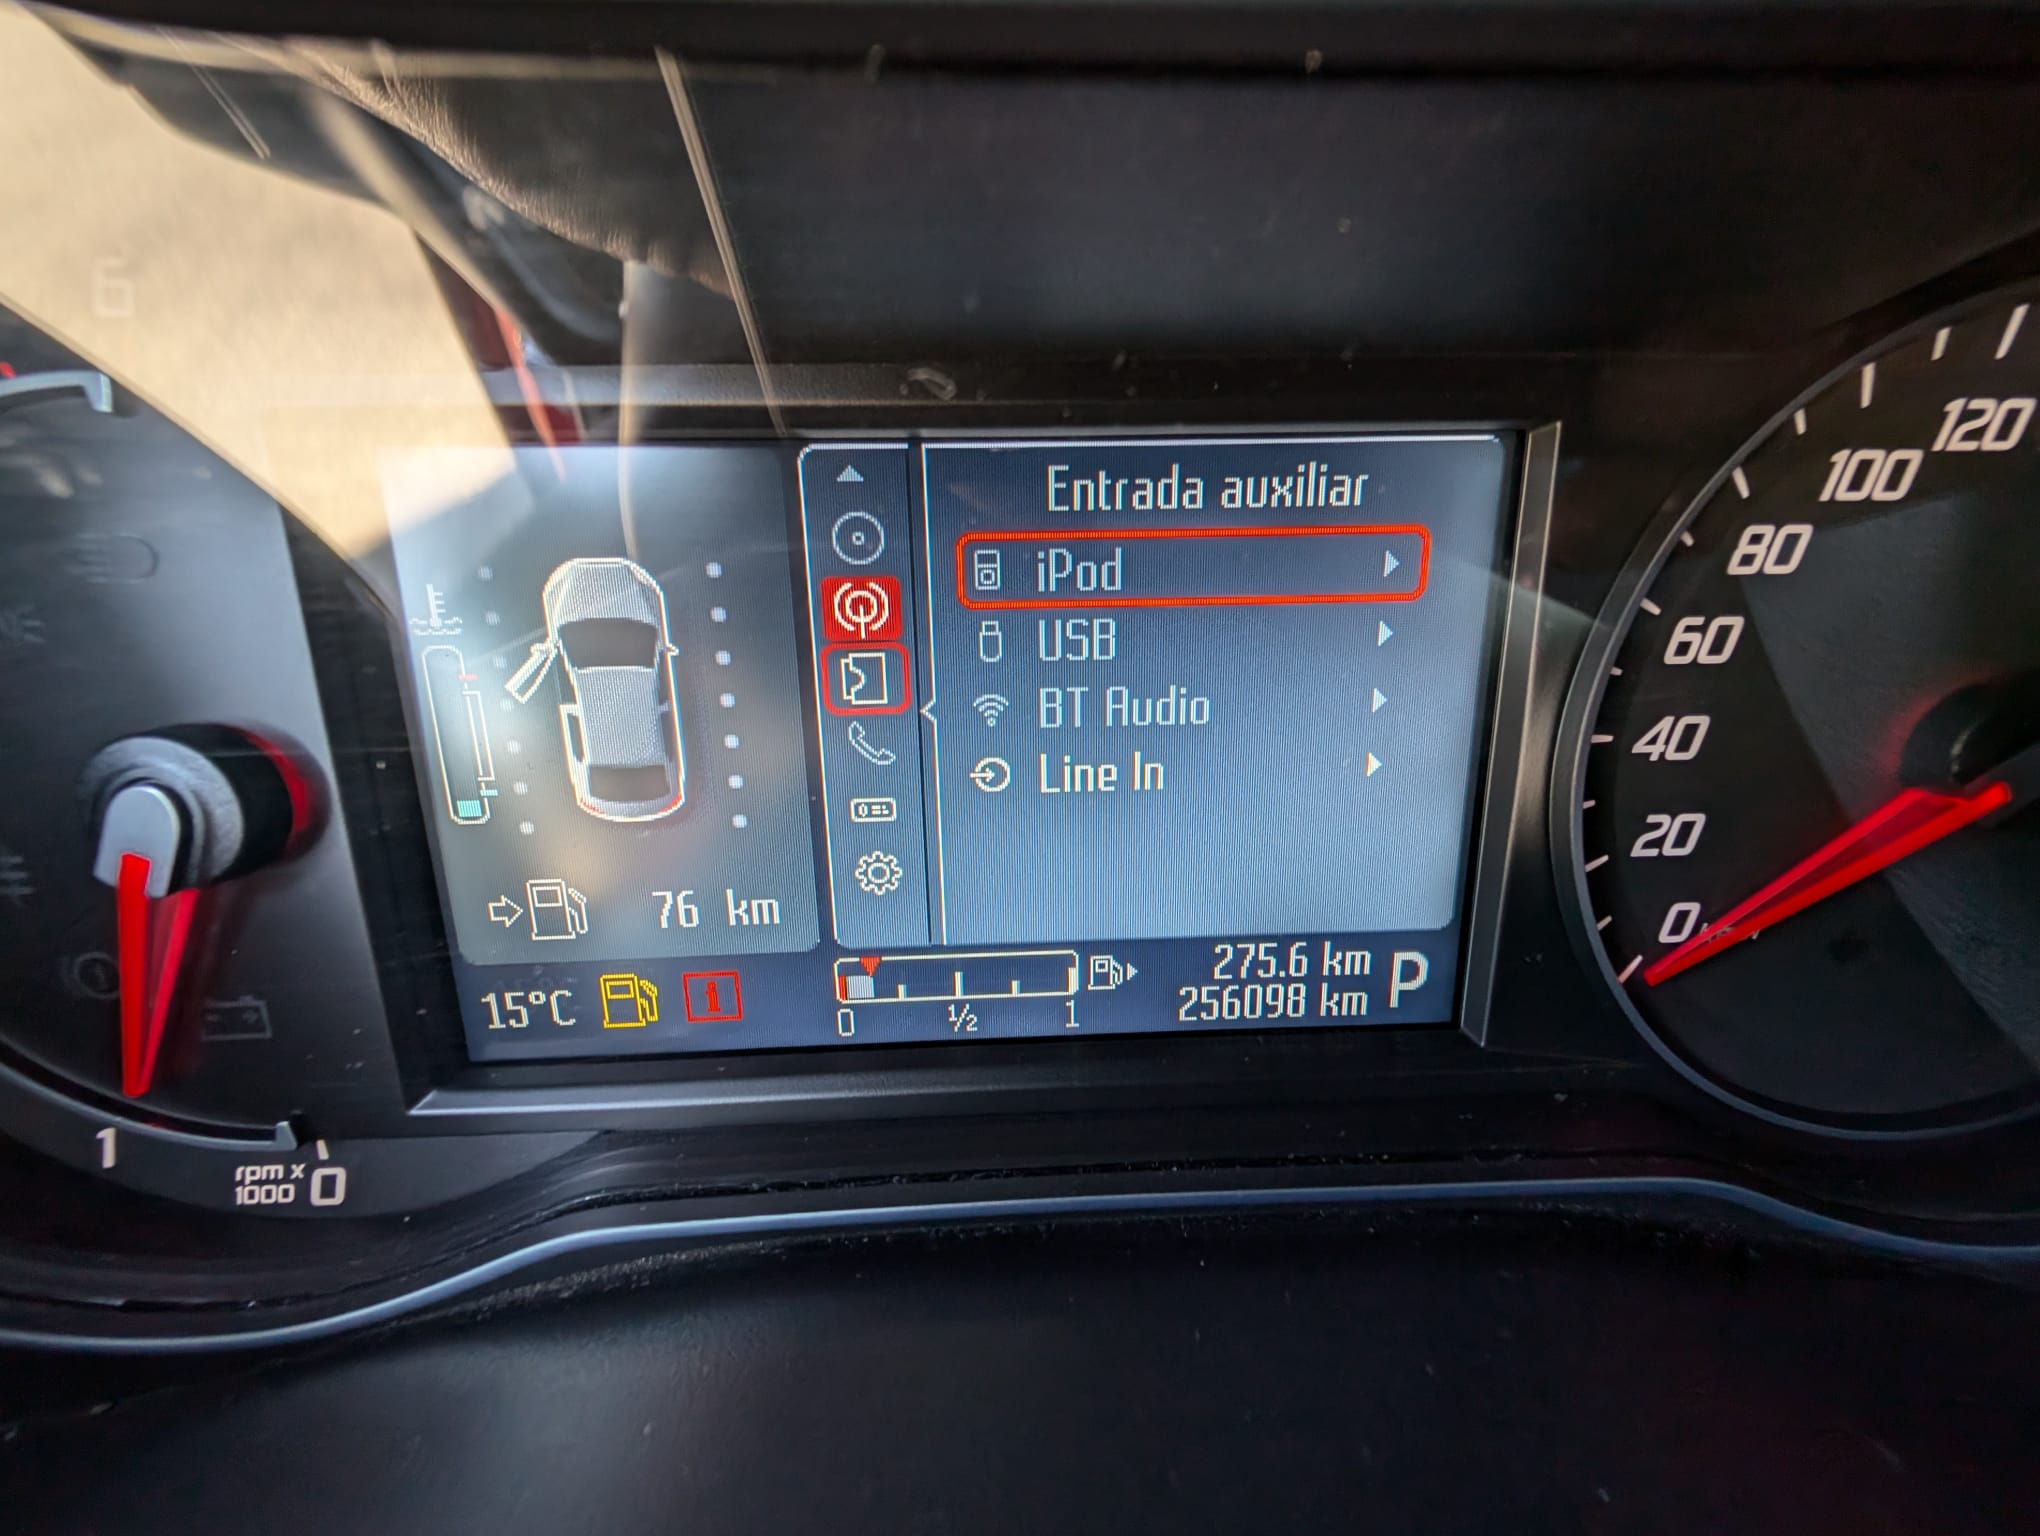 6
Entrada auxiliar
iPod
USB
BT Audio
Line In
76 km
15°C
0 ½ 1
275.6 km
256098 km
P
1
rpm x
1000
0
120
100
80
60
40
20
0